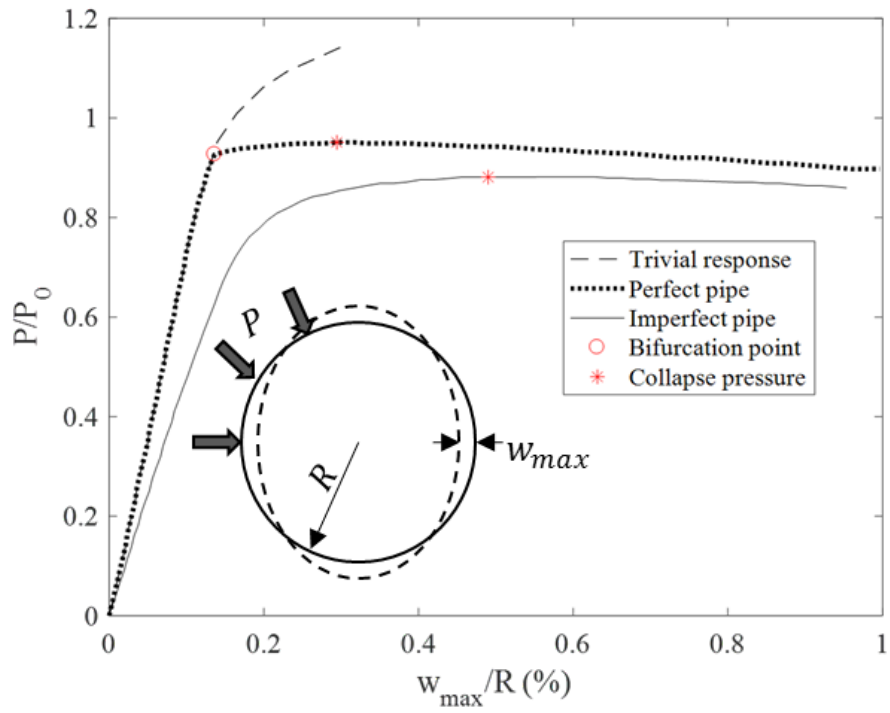 1.2
1
0.8
0.6
0.4
0.2
0
P/P0
Trivial response
Perfect pipe
Imperfect pipe
Bifurcation point
Collapse pressure
P
R
wmax
0
0.2
0.4
0.6
0.8
1
wmax/R (%)